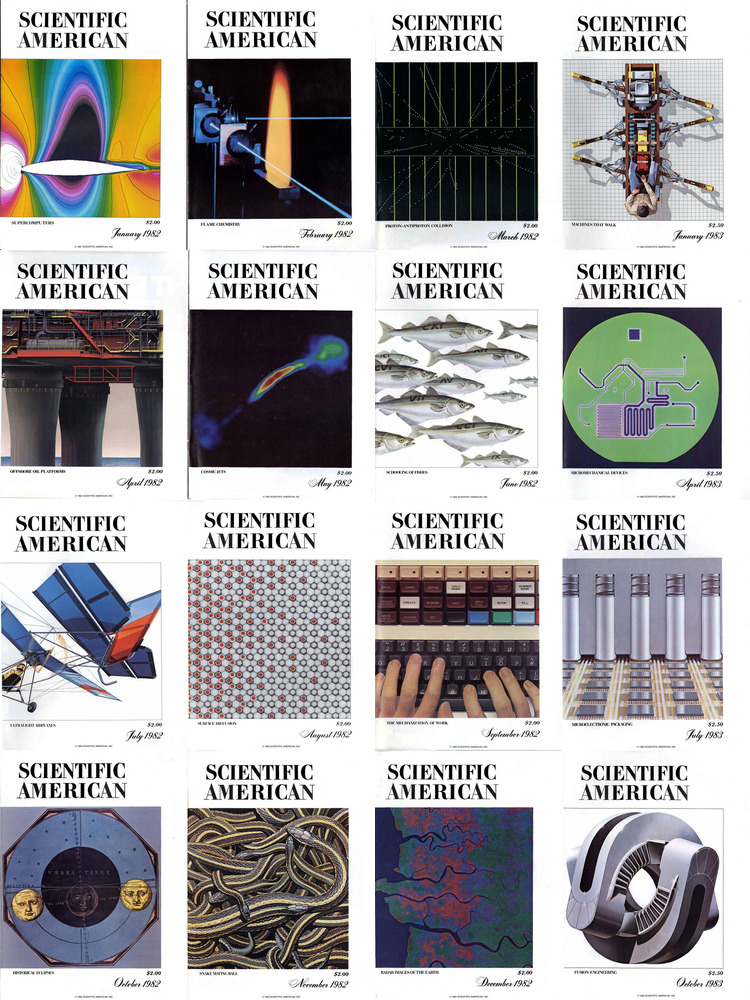 SCIENTIFIC
AMERICAN
SUPERCOMPUTERS
$2.00
January 1982
SCIENTIFIC
AMERICAN
FLAME CHEMISTRY
$2.00
February 1982
SCIENTIFIC
AMERICAN
PROTON-ANTIPROTON COLLISION
$2.00
March 1982
SCIENTIFIC
AMERICAN
MACHINES THAT WALK
$2.50
January 1983
SCIENTIFIC
AMERICAN
OFFSHORE OIL PLATFORMS
$2.00
April 1982
SCIENTIFIC
AMERICAN
COSMIC JETS
$2.00
May 1982
SCIENTIFIC
AMERICAN
SCHOOLING OF FISHES
$2.00
June 1982
SCIENTIFIC
AMERICAN
MICROMECHANICAL DEVICES
$2.50
April 1983
SCIENTIFIC
AMERICAN
ULTRALIGHT AIRPLANES
$2.00
July 1982
SCIENTIFIC
AMERICAN
SURFACE DIFFUSION
$2.00
August 1982
SCIENTIFIC
AMERICAN
THE MECHANIZATION OF WORK
$2.00
September 1982
SCIENTIFIC
AMERICAN
MICROELECTRONIC PACKAGING
$2.50
July 1983
SCIENTIFIC
AMERICAN
HISTORICAL ECLIPSES
$2.00
October 1982
SCIENTIFIC
AMERICAN
SNAKE MATING BALL
$2.00
November 1982
SCIENTIFIC
AMERICAN
RADAR IMAGES OF THE EARTH
$2.00
December 1982
SCIENTIFIC
AMERICAN
FUSION ENGINEERING
$2.50
October 1983